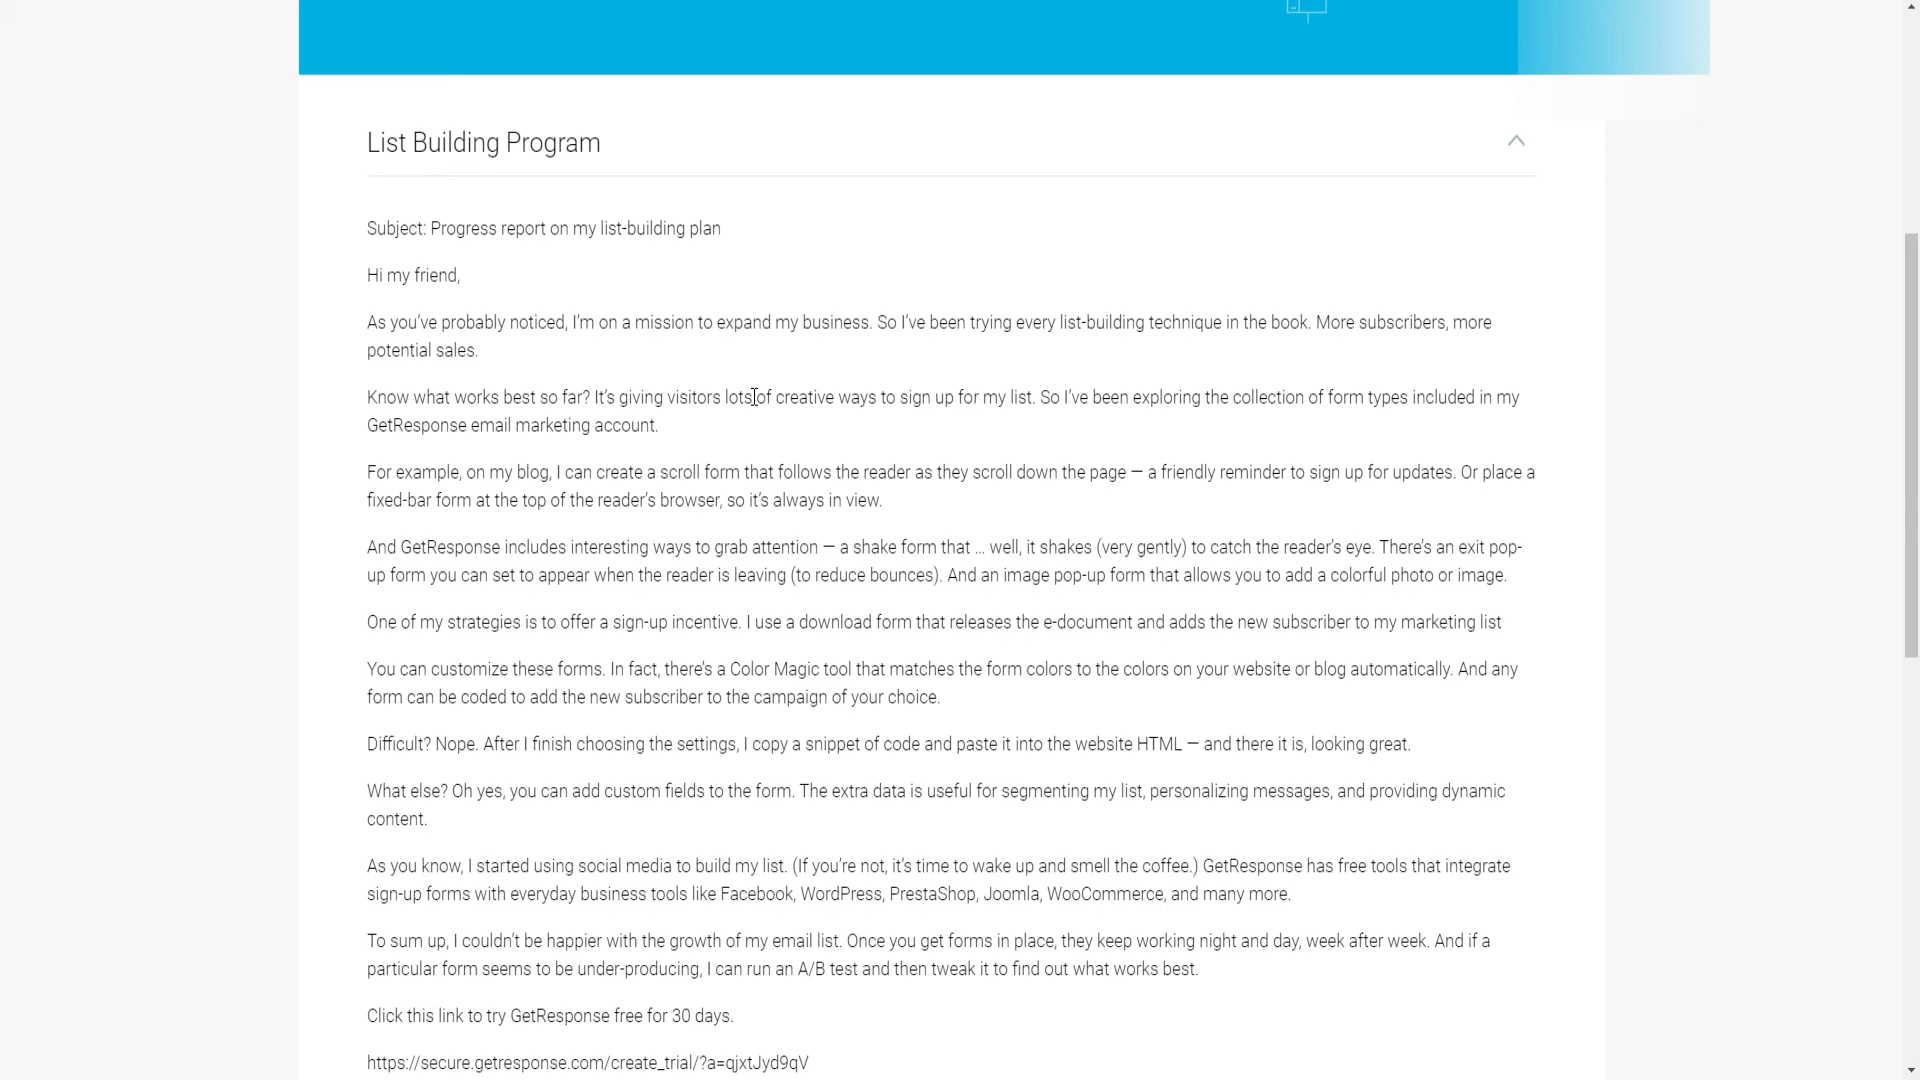 List Building Program
Subject: Progress report on my list-building plan
Hi my friend,
As you’ve probably noticed, I’m on a mission to expand my business. So I’ve been trying every list-building technique in the book. More subscribers, more
potential sales.
Know what works best so far? It’s giving visitors lots of creative ways to sign up for my list. So I’ve been exploring the collection of form types included in my
GetResponse email marketing account.
For example, on my blog, I can create a scroll form that follows the reader as they scroll down the page — a friendly reminder to sign up for updates. Or place a
fixed-bar form at the top of the reader’s browser, so it’s always in view.
And GetResponse includes interesting ways to grab attention — a shake form that ... well, it shakes (very gently) to catch the reader’s eye. There’s an exit pop-
up form you can set to appear when the reader is leaving (to reduce bounces). And an image pop-up form that allows you to add a colorful photo or image.
One of my strategies is to offer a sign-up incentive. I use a download form that releases the e-document and adds the new subscriber to my marketing list
You can customize these forms. In fact, there’s a Color Magic tool that matches the form colors to the colors on your website or blog automatically. And any
form can be coded to add the new subscriber to the campaign of your choice.
Difficult? Nope. After I finish choosing the settings, I copy a snippet of code and paste it into the website HTML — and there it is, looking great.
What else? Oh yes, you can add custom fields to the form. The extra data is useful for segmenting my list, personalizing messages, and providing dynamic
content.
As you know, I started using social media to build my list. (If you’re not, it’s time to wake up and smell the coffee.) GetResponse has free tools that integrate
sign-up forms with everyday business tools like Facebook, WordPress, PrestaShop, Joomla, WooCommerce, and many more.
To sum up, I couldn’t be happier with the growth of my email list. Once you get forms in place, they keep working night and day, week after week. And if a
particular form seems to be under-producing, I can run an A/B test and then tweak it to find out what works best.
Click this link to try GetResponse free for 30 days.
https://secure.getresponse.com/create_trial/?a=qjxtJyd9qV